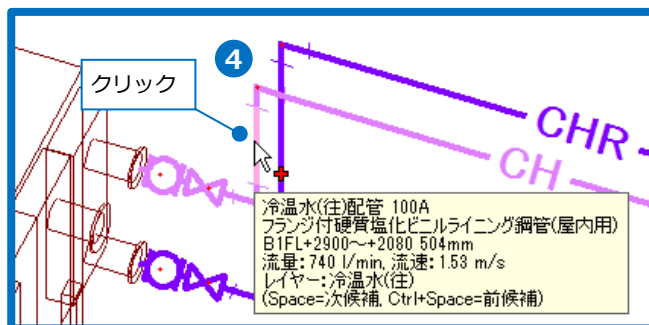 4
クリック
CHR
CH
冷温水(往)配管 100A
フランジ付硬質塩化ビニルライニング鋼管(屋内用)
B1FL+2900～+2080 504mm
流量: 740 l/min, 流速: 1.53 m/s
レイヤー: 冷温水(往)
(Space=次候補, Ctrl+Space=前候補)